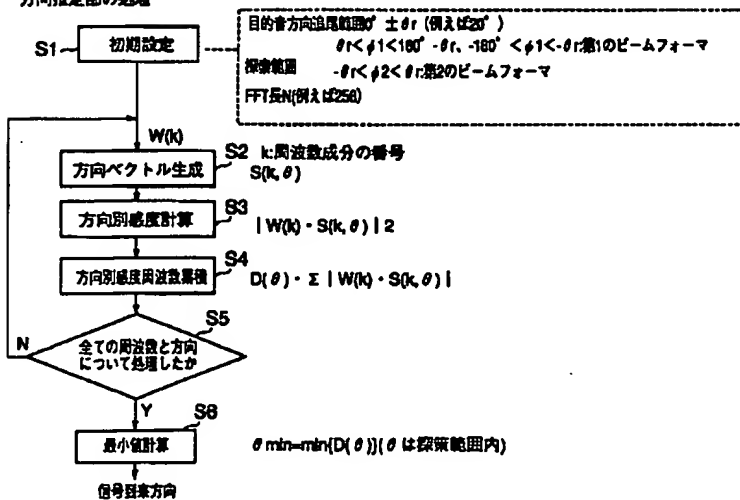 方向推定部の処理
S1
初期設定
目的音方向追尾範囲0° ± θr (例えば20° )
θr<φ1<180° -θr、-180° <φ1<-θr:第1のビームフォーマ
探索範囲
-θr<φ2<θr:第2のビームフォーマ
FFT長N(例えば256)
W(k)
方向ベクトル生成
S2
k:周波数成分の番号
S(k, θ)
方向別感度計算
S3
| W(k)・S(k, θ) | 2
方向別感度周波数累積
S4
D(θ)・Σ | W(k)・S(k, θ) |
S5
全ての周波数と方向
について処理したか
N
Y
S6
最小値計算
θ min=min{D(θ)}(θ は探策範囲内)
信号到来方向